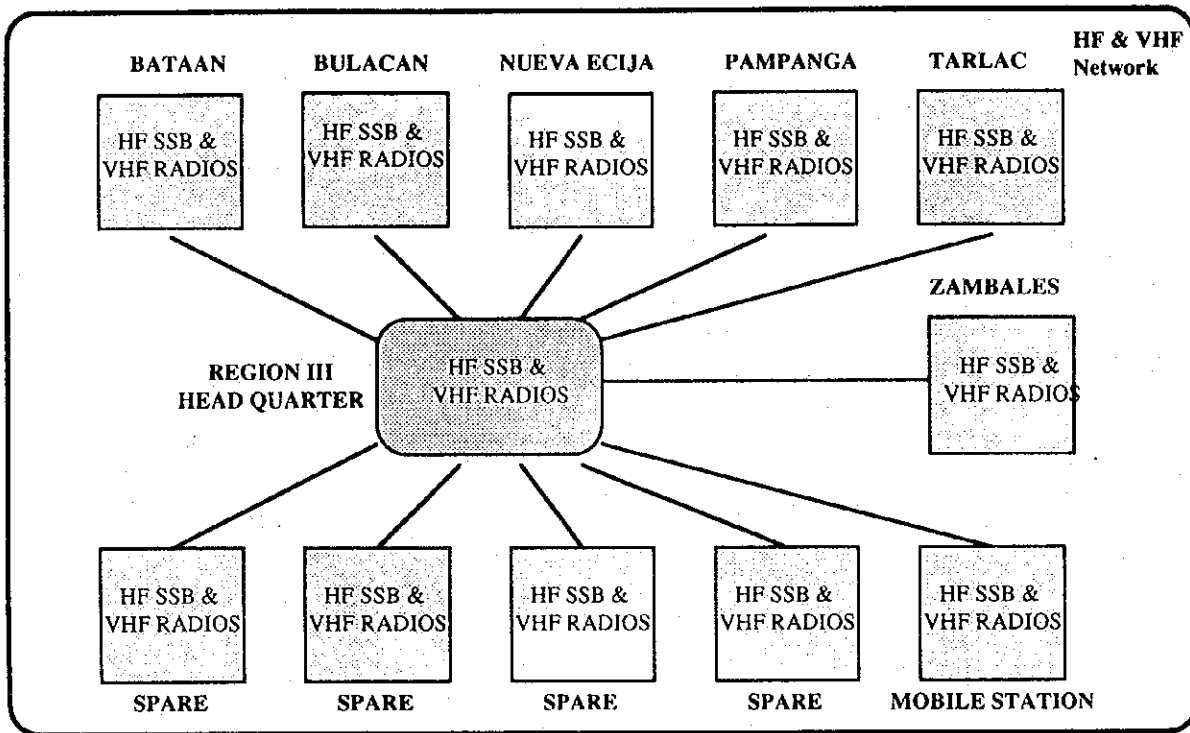 HF & VHF
Network
BATAAN
BULACAN
NUEVA ECIJA
PAMPANGA
TARLAC
HF SSB &
VHF RADIOS
HF SSB &
VHF RADIOS
HF SSB &
VHF RADIOS
HF SSB &
VHF RADIOS
HF SSB &
VHF RADIOS
ZAMBALES
HF SSB &
VHF RADIOS
REGION III
HEAD QUARTER
HF SSB &
VHF RADIOS
HF SSB &
VHF RADIOS
SPARE
HF SSB &
VHF RADIOS
SPARE
HF SSB &
VHF RADIOS
SPARE
HF SSB &
VHF RADIOS
SPARE
HF SSB &
VHF RADIOS
MOBILE STATION